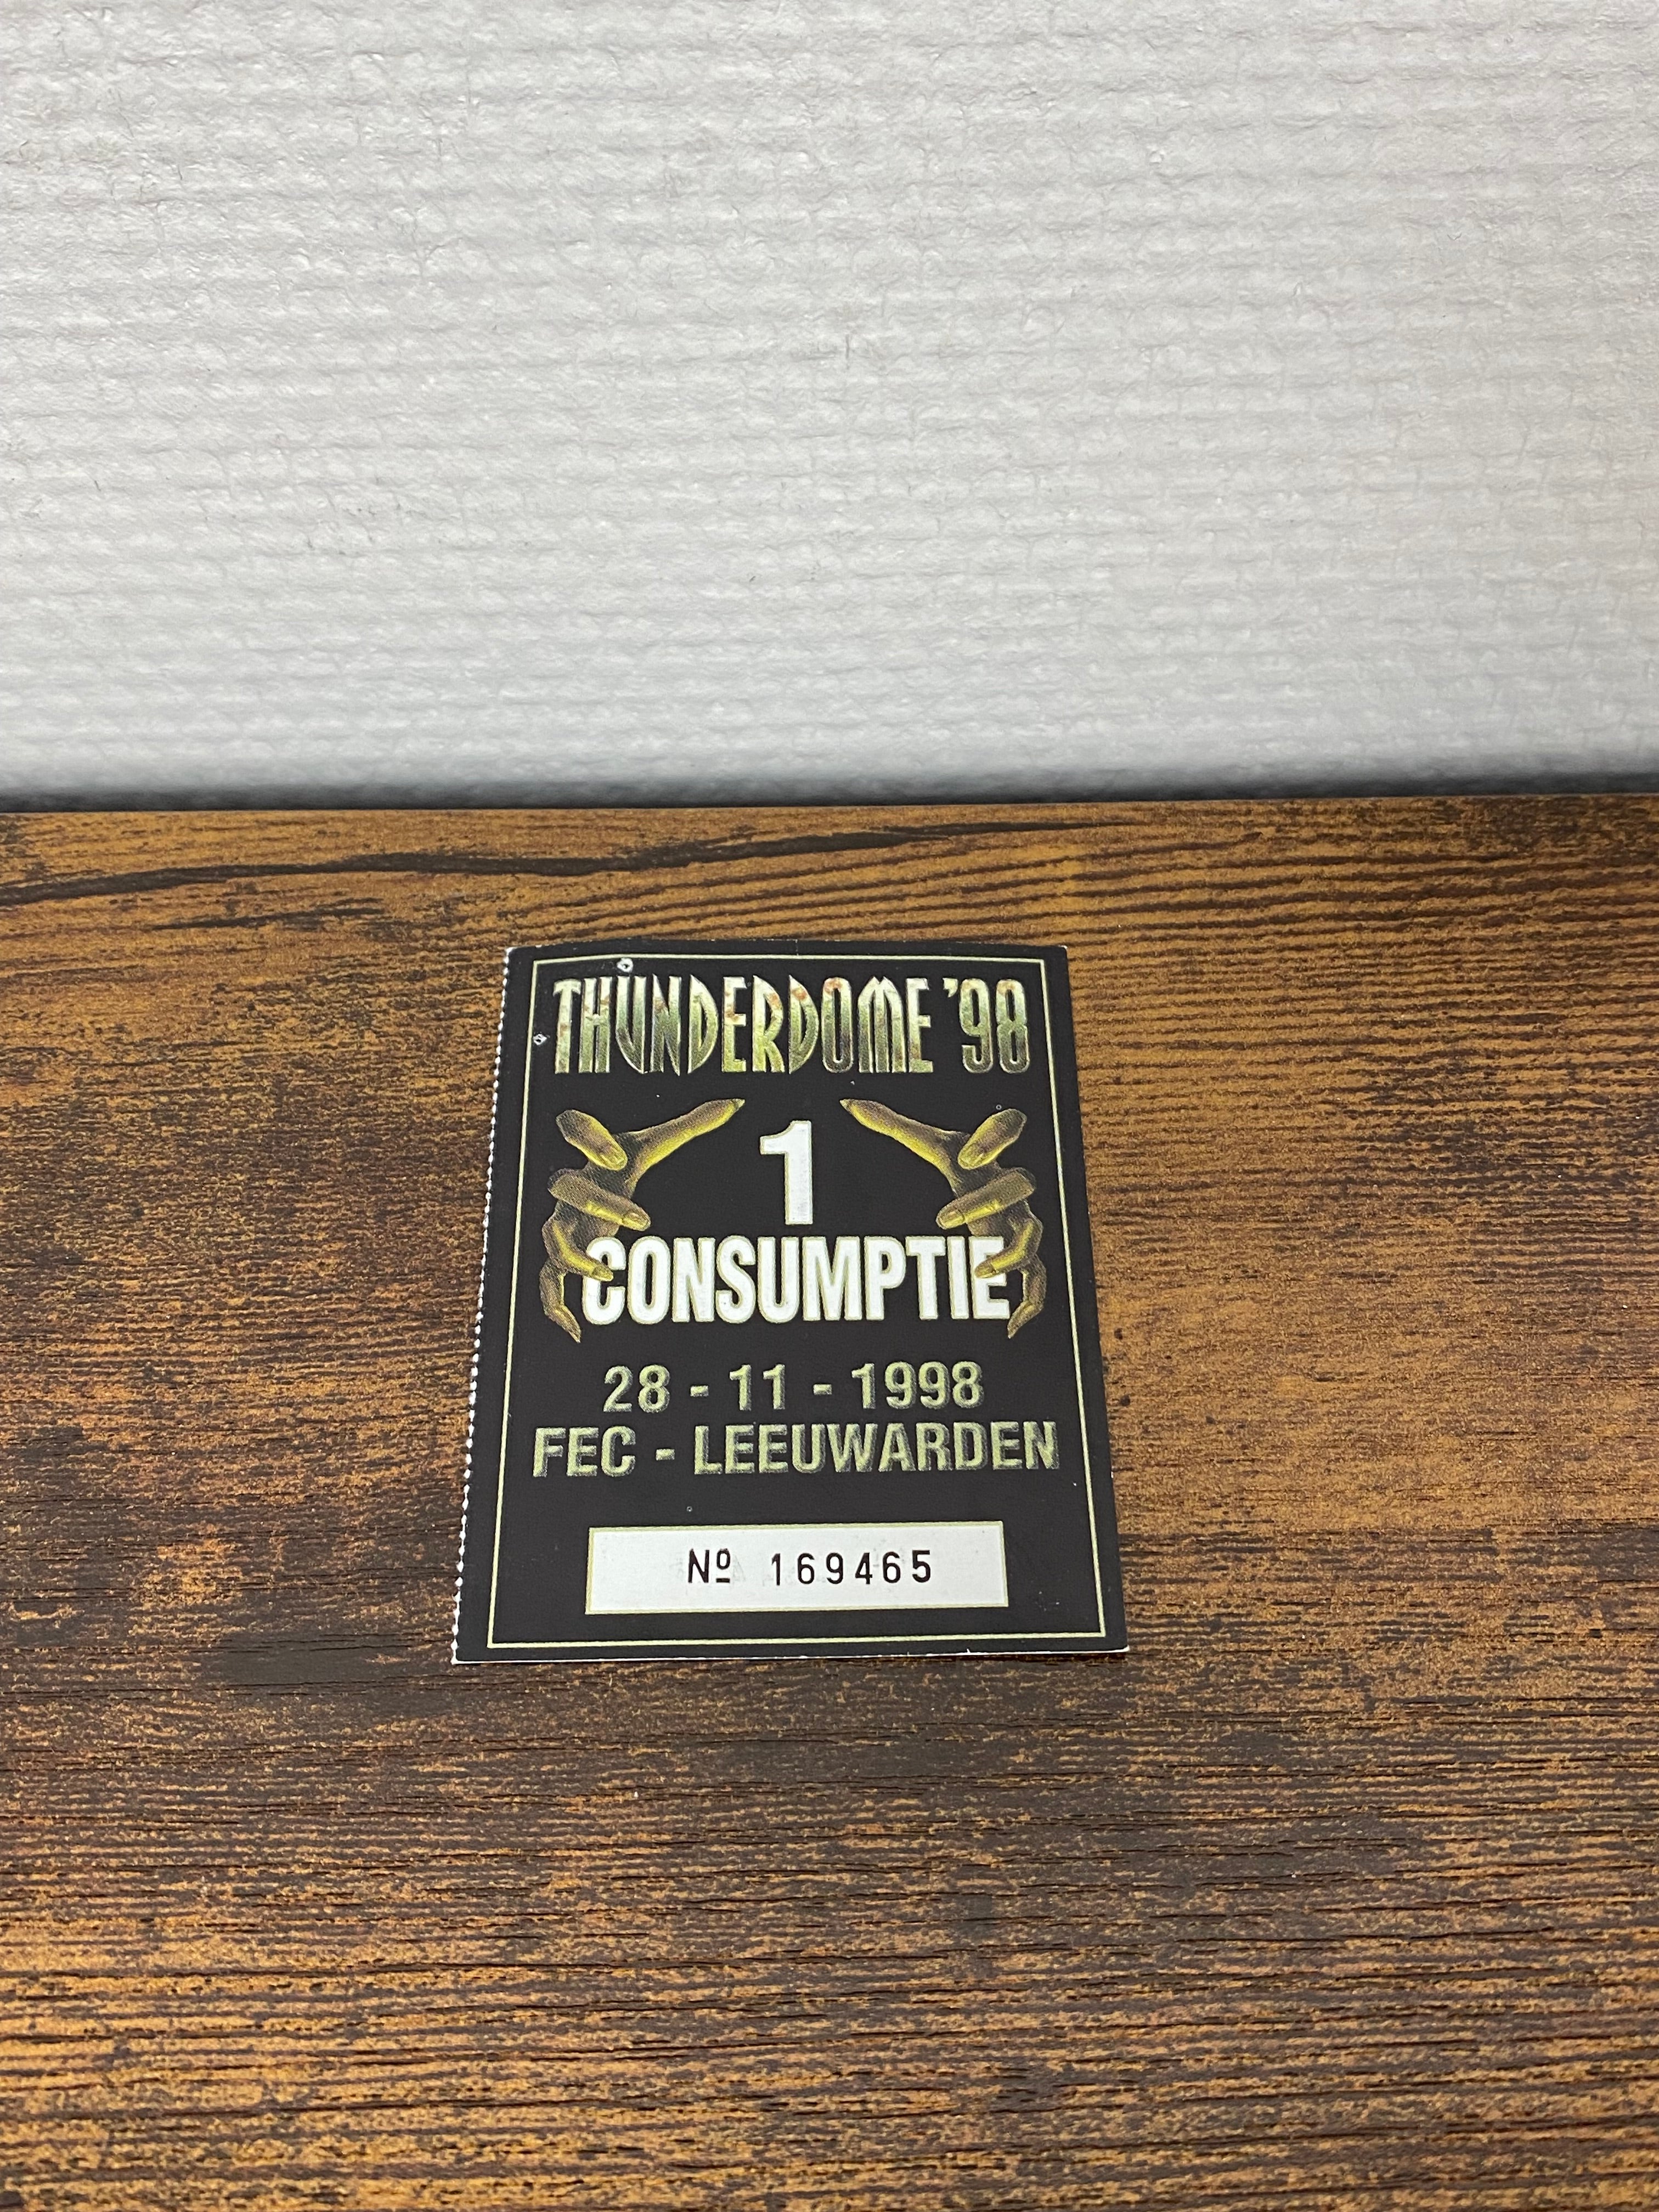 THUNDERDOME '98
1
CONSUMPTIE
28 - 11 - 1998
FEC - LEEUWARDEN
Nº 169465